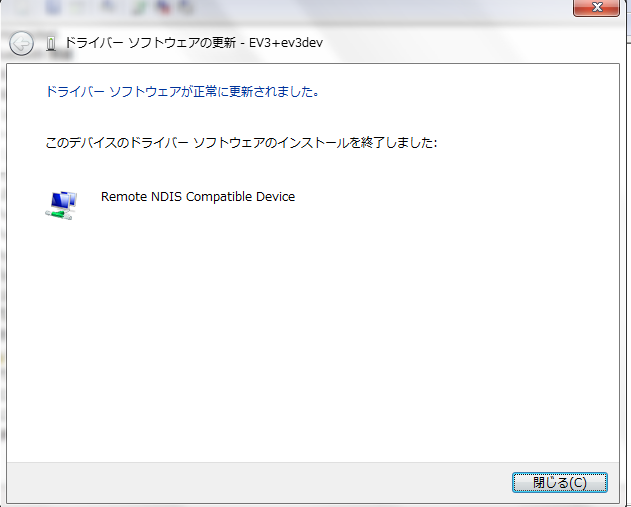 ドライバー ソフトウェアの更新 - EV3+ev3dev
ドライバー ソフトウェアが正常に更新されました。
このデバイスのドライバー ソフトウェアのインストールを終了しました:
Remote NDIS Compatible Device
閉じる(C)